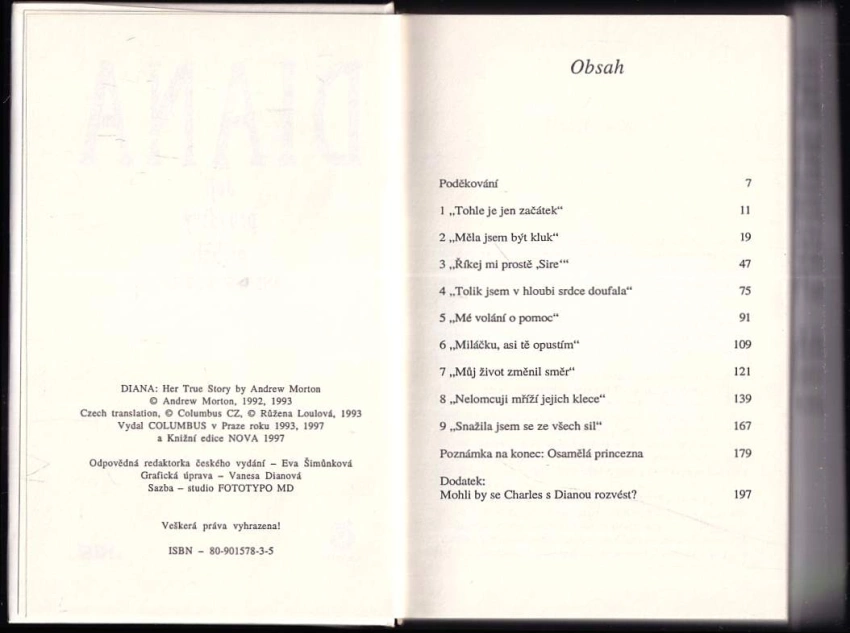 DIANA: Her True Story by Andrew Morton
© Andrew Morton, 1992, 1993
Czech translation, © Columbus CZ, © Růžena Loulová, 1993
Vydal COLUMBUS v Praze roku 1993, 1997
a Knižní edice NOVA 1997
Odpovědná redaktorka českého vydání – Eva Šimůnková
Grafická úprava – Vanesa Dianová
Sazba – studio FOTOTYPO MD
Veškerá práva vyhrazena!
ISBN – 80-901578-3-5
Obsah
Poděkování 7
1 „Tohle je jen začátek“ 11
2 „Měla jsem být kluk“ 19
3 „Říkej mi prostě ‚Sire‘“ 47
4 „Tolik jsem v hloubi srdce doufala“ 75
5 „Mé volání o pomoc“ 91
6 „Miláčku, asi tě opustím“ 109
7 „Můj život změnil směr“ 121
8 „Nelomcuji mříží jejich klece“ 139
9 „Snažila jsem se ze všech sil“ 167
Poznámka na konec: Osamělá princezna 179
Dodatek:
Mohli by se Charles s Dianou rozvést? 197